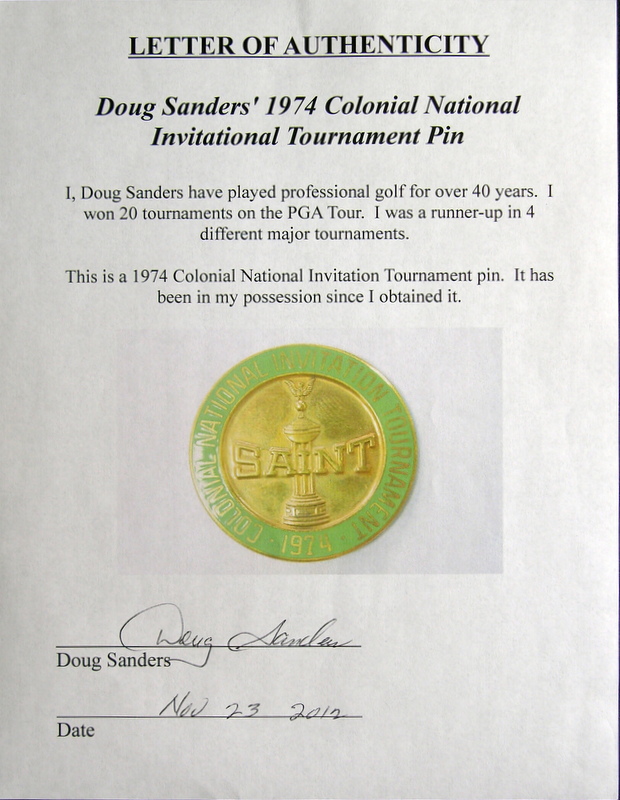 LETTER OF AUTHENTICITY
Doug Sanders' 1974 Colonial National
Invitational Tournament Pin
I, Doug Sanders have played professional golf for over 40 years. I
won 20 tournaments on the PGA Tour. I was a runner-up in 4
different major tournaments.
This is a 1974 Colonial National Invitation Tournament pin. It has
been in my possession since I obtained it.
COLONIAL NATIONAL INVITATION TOURNAMENT
SAINT
· 1974 ·
Doug Sanders
Doug Sanders
Nov 23 2012
Date